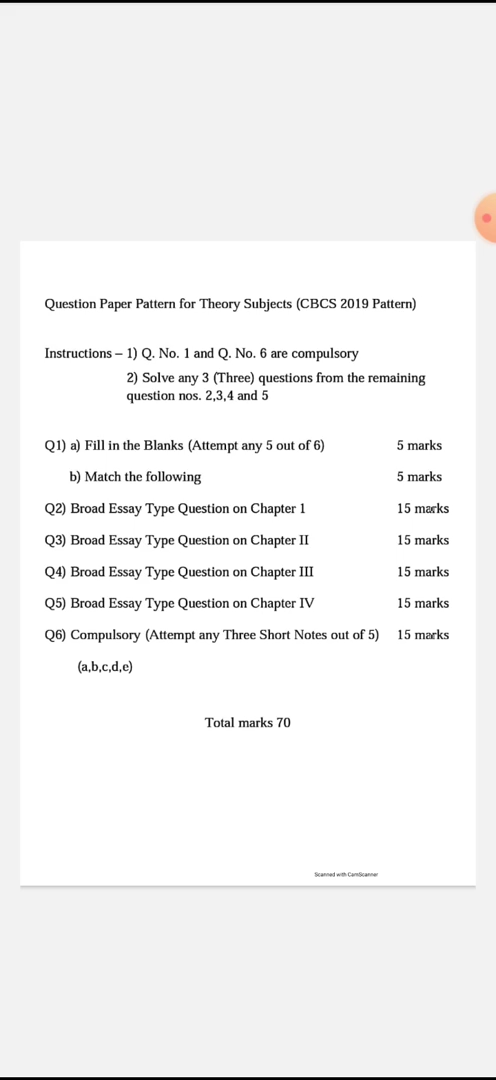 Question Paper Pattern for Theory Subjects (CBCS 2019 Pattern)
Instructions – 1) Q. No. 1 and Q. No. 6 are compulsory
2) Solve any 3 (Three) questions from the remaining
question nos. 2,3,4 and 5
Q1) a) Fill in the Blanks (Attempt any 5 out of 6) 5 marks
b) Match the following 5 marks
Q2) Broad Essay Type Question on Chapter 1 15 marks
Q3) Broad Essay Type Question on Chapter II 15 marks
Q4) Broad Essay Type Question on Chapter III 15 marks
Q5) Broad Essay Type Question on Chapter IV 15 marks
Q6) Compulsory (Attempt any Three Short Notes out of 5) 15 marks
(a,b,c,d,e)
Total marks 70
Scanned with CamScanner